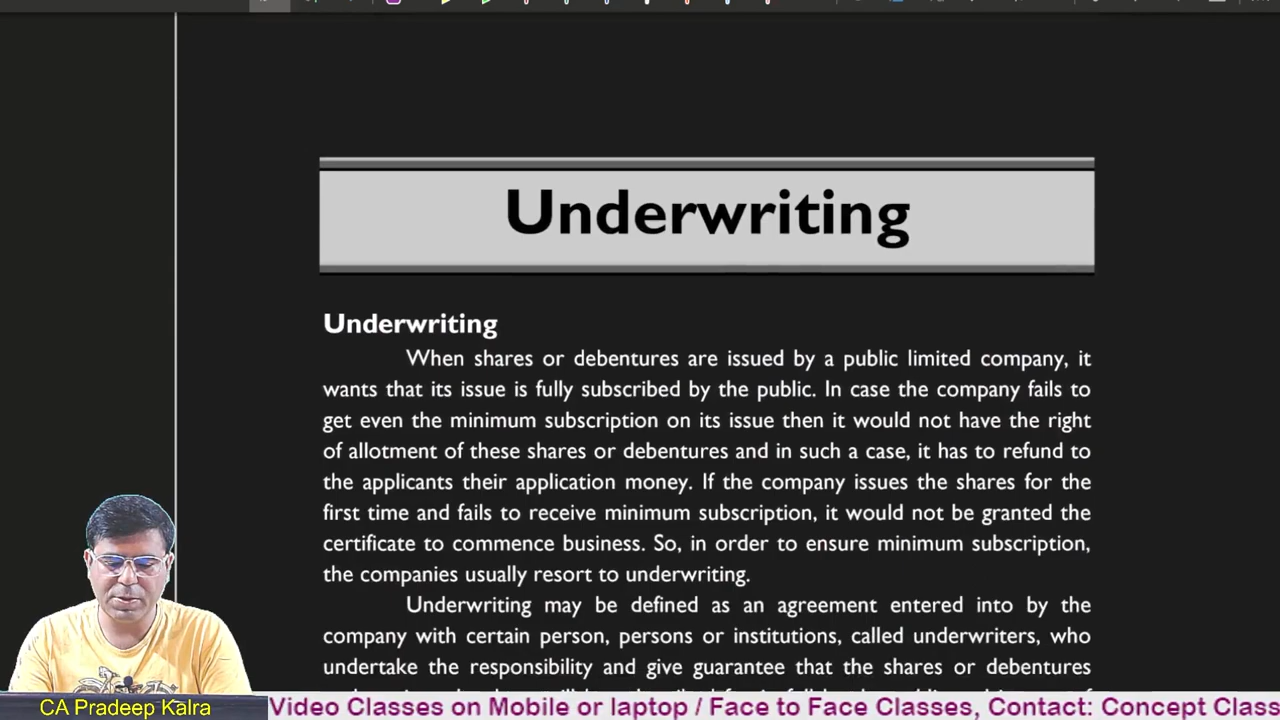 Underwriting
Underwriting
When shares or debentures are issued by a public limited company, it
wants that its issue is fully subscribed by the public. In case the company fails to
get even the minimum subscription on its issue then it would not have the right
of allotment of these shares or debentures and in such a case, it has to refund to
the applicants their application money. If the company issues the shares for the
first time and fails to receive minimum subscription, it would not be granted the
certificate to commence business. So, in order to ensure minimum subscription,
the companies usually resort to underwriting.
Underwriting may be defined as an agreement entered into by the
company with certain person, persons or institutions, called underwriters, who
undertake the responsibility and give guarantee that the shares or debentures
CA Pradeep Kalra
Video Classes on Mobile or laptop / Face to Face Classes, Contact: Concept Class